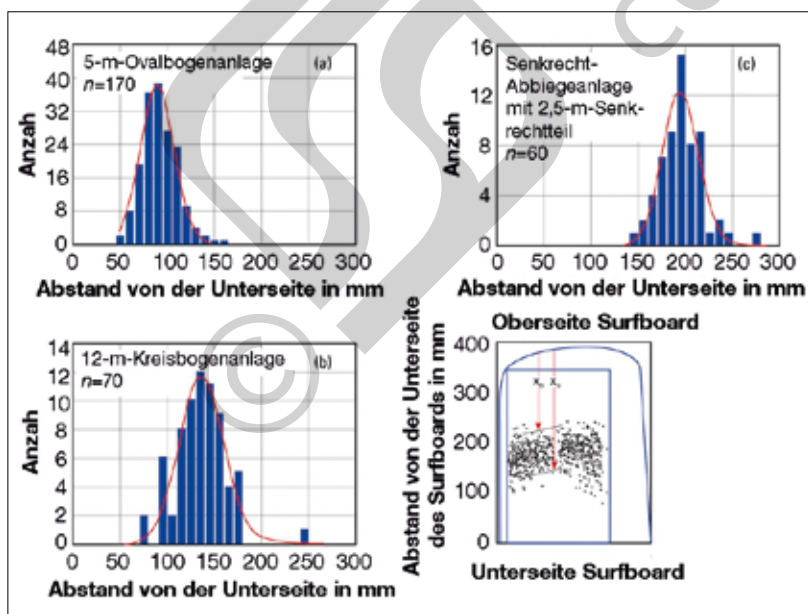 5-m-Ovalbogenanlage
n=170
(a)
Anzah
48
40
32
24
16
8
0
0 50 100 150 200 250 300
Abstand von der Unterseite in mm
Senkrecht-
Abbiegeanlage
mit 2,5-m-Senk-
rechtteil
n=60
(c)
Anzah
16
12
8
4
0
0 50 100 150 200 250 300
Abstand von der Unterseite in mm
12-m-Kreisbogenanlage
n=70
(b)
Anzah
14
12
10
8
6
4
2
0
0 50 100 150 200 250 300
Abstand von der Unterseite in mm
Oberseite Surfboard
Abstand von der Unterseite
des Surfboards in mm
400
300
200
100
0
Unterseite Surfboard